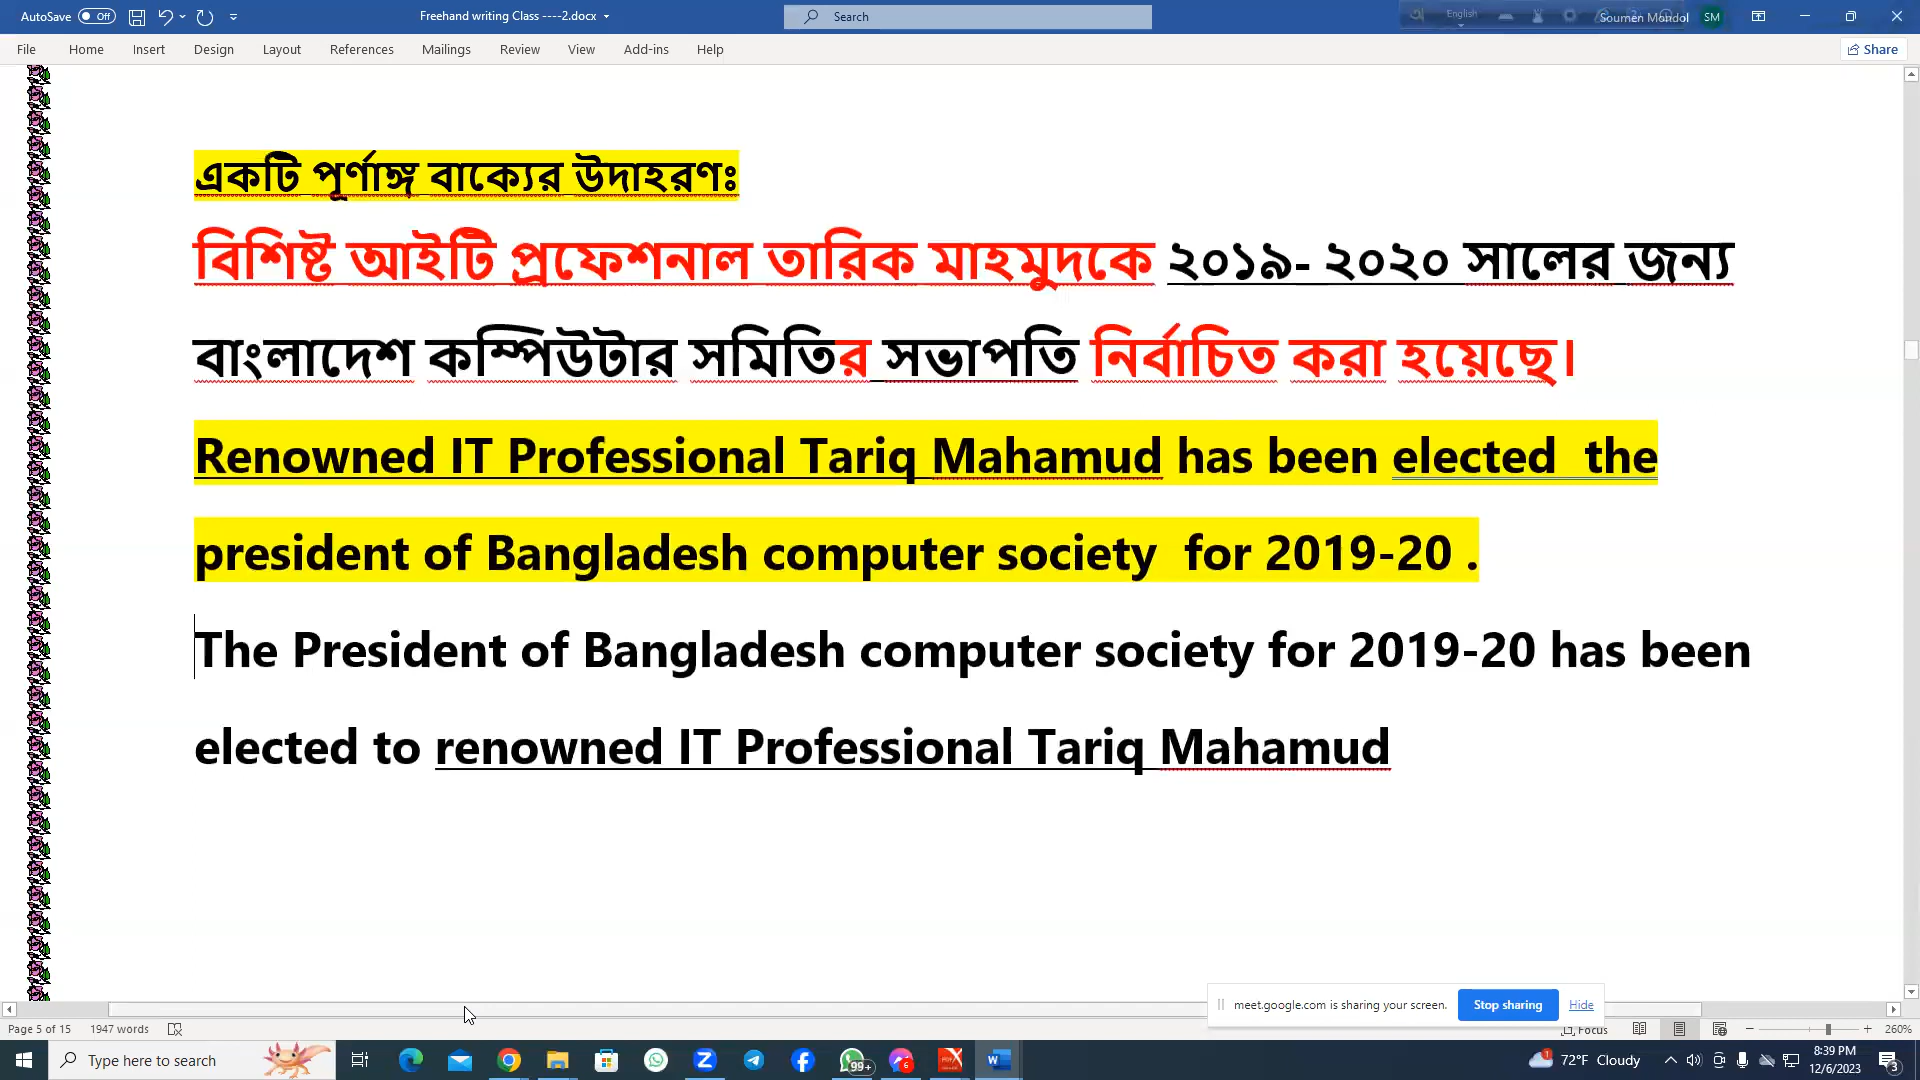 AutoSave Off Freehand writing Class ----2.docx Search English Soumen Mondol SM
File Home Insert Design Layout References Mailings Review View Add-ins Help Share
একটি পূর্ণাঙ্গ বাক্যের উদাহরণঃ
বিশিষ্ট আইটি প্রফেশনাল তারিক মাহমুদকে ২০১৯- ২০২০ সালের জন্য
বাংলাদেশ কম্পিউটার সমিতির সভাপতি নির্বাচিত করা হয়েছে।
Renowned IT Professional Tariq Mahamud has been elected  the
president of Bangladesh computer society  for 2019-20 .
The President of Bangladesh computer society for 2019-20 has been
elected to renowned IT Professional Tariq Mahamud
meet.google.com is sharing your screen. Stop sharing Hide
Page 5 of 15 1947 words Focus 260%
Type here to search 99+ 6 72°F Cloudy 8:39 PM
12/6/2023 3